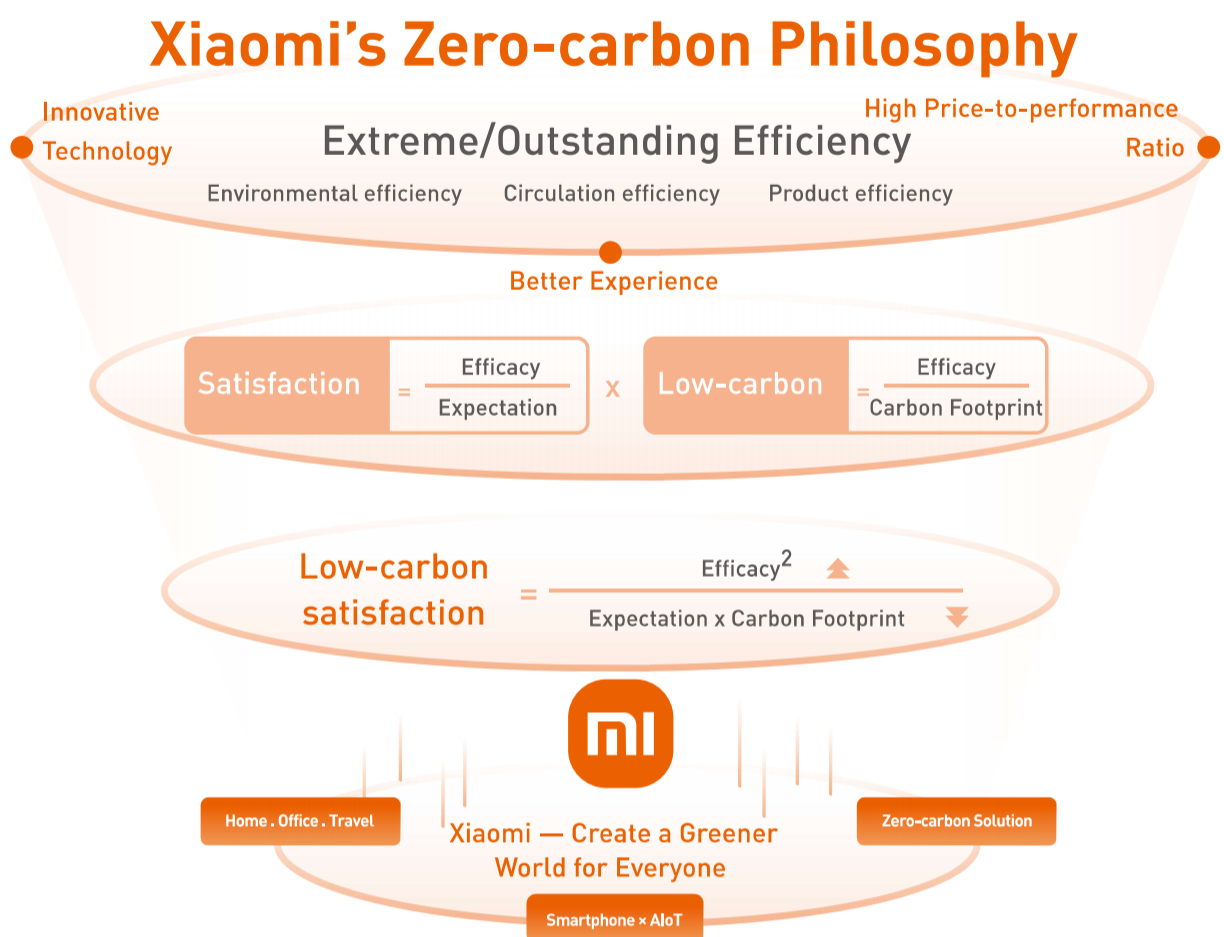 Xiaomi's Zero-carbon Philosophy
Innovative
Technology
High Price-to-performance
Ratio
Extreme/Outstanding Efficiency
Environmental efficiency Circulation efficiency Product efficiency
Better Experience
Satisfaction = Efficacy
Expectation
x
Low-carbon = Efficacy
Carbon Footprint
Low-carbon
satisfaction
=
Efficacy²
Expectation x Carbon Footprint
mi
Home . Office . Travel
Zero-carbon Solution
Xiaomi — Create a Greener
World for Everyone
Smartphone × AIoT